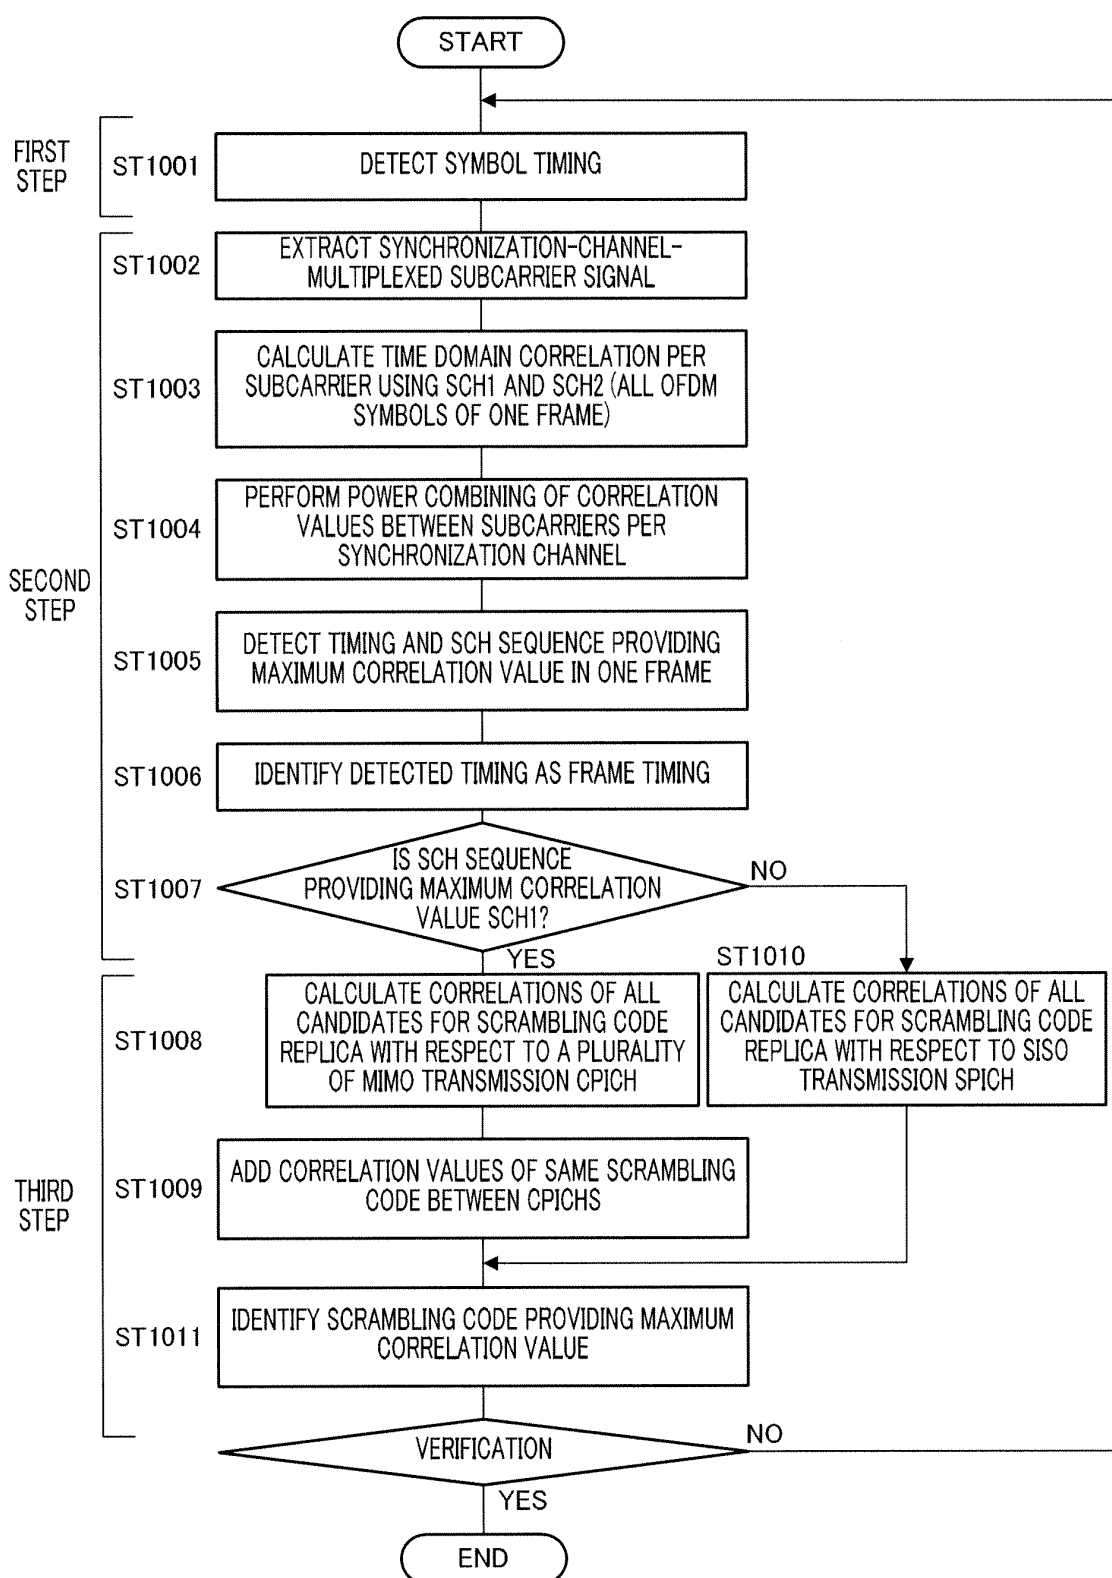 START
FIRST
STEP
ST1001
DETECT SYMBOL TIMING
ST1002
EXTRACT SYNCHRONIZATION-CHANNEL-
MULTIPLEXED SUBCARRIER SIGNAL
ST1003
CALCULATE TIME DOMAIN CORRELATION PER
SUBCARRIER USING SCH1 AND SCH2 (ALL OFDM
SYMBOLS OF ONE FRAME)
ST1004
PERFORM POWER COMBINING OF CORRELATION
VALUES BETWEEN SUBCARRIERS PER
SYNCHRONIZATION CHANNEL
SECOND
STEP
ST1005
DETECT TIMING AND SCH SEQUENCE PROVIDING
MAXIMUM CORRELATION VALUE IN ONE FRAME
ST1006
IDENTIFY DETECTED TIMING AS FRAME TIMING
ST1007
IS SCH SEQUENCE
PROVIDING MAXIMUM CORRELATION
VALUE SCH1?
NO
YES
ST1008
CALCULATE CORRELATIONS OF ALL
CANDIDATES FOR SCRAMBLING CODE
REPLICA WITH RESPECT TO A PLURALITY
OF MIMO TRANSMISSION CPICH
ST1010
CALCULATE CORRELATIONS OF ALL
CANDIDATES FOR SCRAMBLING CODE
REPLICA WITH RESPECT TO SISO
TRANSMISSION SPICH
THIRD
STEP
ST1009
ADD CORRELATION VALUES OF SAME SCRAMBLING
CODE BETWEEN CPICHS
ST1011
IDENTIFY SCRAMBLING CODE PROVIDING MAXIMUM
CORRELATION VALUE
VERIFICATION
NO
YES
END